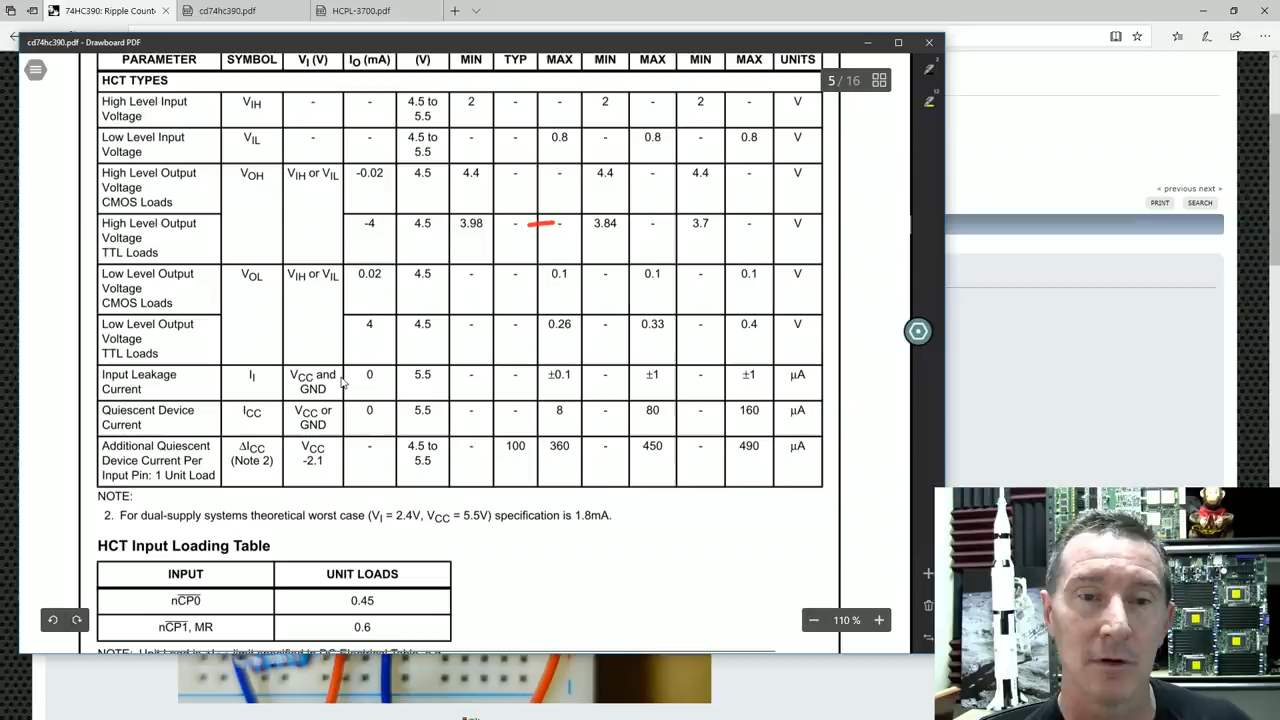 74HC390: Ripple Count
cd74hc390.pdf
HCPL-3700.pdf
cd74hc390.pdf - Drawboard PDF
PARAMETER SYMBOL VI (V) IO (mA) (V) MIN TYP MAX MIN MAX MIN MAX UNITS
HCT TYPES
High Level Input Voltage VIH - - 4.5 to 5.5 2 - - 2 - 2 - V
Low Level Input Voltage VIL - - 4.5 to 5.5 - - 0.8 - 0.8 - 0.8 V
High Level Output Voltage CMOS Loads VOH VIH or VIL -0.02 4.5 4.4 - - 4.4 - 4.4 - V
High Level Output Voltage TTL Loads -4 4.5 3.98 - - 3.84 - 3.7 - V
Low Level Output Voltage CMOS Loads VOL VIH or VIL 0.02 4.5 - - 0.1 - 0.1 - 0.1 V
Low Level Output Voltage TTL Loads 4 4.5 - - 0.26 - 0.33 - 0.4 V
Input Leakage Current II VCC and GND 0 5.5 - - ±0.1 - ±1 - ±1 μA
Quiescent Device Current ICC VCC or GND 0 5.5 - - 8 - 80 - 160 μA
Additional Quiescent Device Current Per Input Pin: 1 Unit Load ΔICC (Note 2) VCC -2.1 - 4.5 to 5.5 - 100 360 - 450 - 490 μA
NOTE:
2. For dual-supply systems theoretical worst case (VI = 2.4V, VCC = 5.5V) specification is 1.8mA.
HCT Input Loading Table
INPUT UNIT LOADS
nCP0 0.45
nCP1, MR 0.6
5 / 16
110 %
« previous next »
PRINT SEARCH